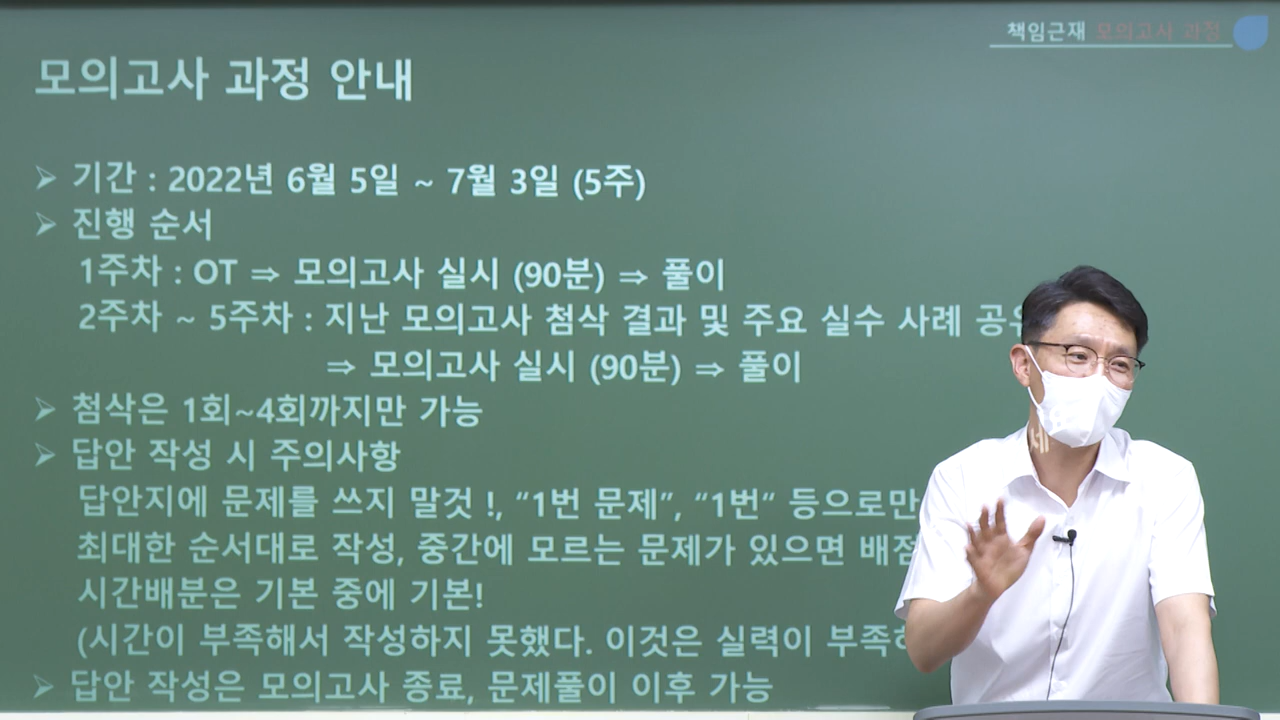 책임근재 모의고사 과정
모의고사 과정 안내
➢ 기간 : 2022년 6월 5일 ~ 7월 3일 (5주)
➢ 진행 순서
1주차 : OT ⇒ 모의고사 실시 (90분) ⇒ 풀이
2주차 ~ 5주차 : 지난 모의고사 첨삭 결과 및 주요 실수 사례
⇒ 모의고사 실시 (90분) ⇒ 풀이
➢ 첨삭은 1회~4회까지만 가능
➢ 답안 작성 시 주의사항
답안지에 문제를 쓰지 말것 !, “1번 문제”, “1번“ 등으로만
최대한 순서대로 작성, 중간에 모르는 문제가 있으면
시간배분은 기본 중에 기본!
(시간이 부족해서 작성하지 못했다. 이것은 실력이
➢ 답안 작성은 모의고사 종료, 문제풀이 이후 가능